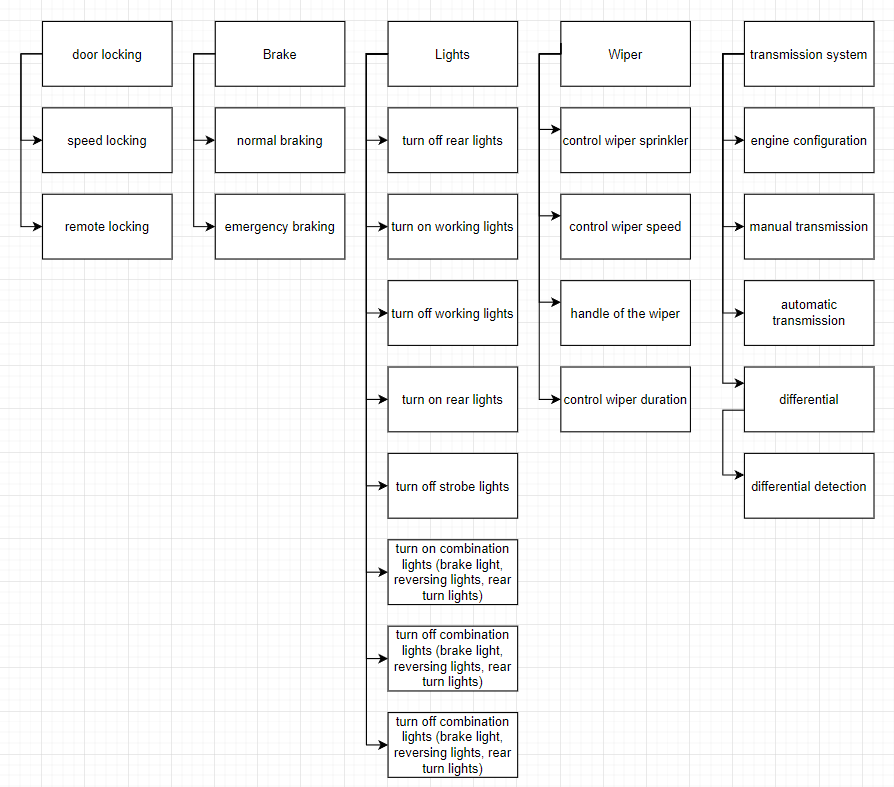 door locking
speed locking
remote locking
Brake
normal braking
emergency braking
Lights
turn off rear lights
turn on working lights
turn off working lights
turn on rear lights
turn off strobe lights
turn on combination
lights (brake light,
reversing lights, rear
turn lights)
turn off combination
lights (brake light,
reversing lights, rear
turn lights)
turn off combination
lights (brake light,
reversing lights, rear
turn lights)
Wiper
control wiper sprinkler
control wiper speed
handle of the wiper
control wiper duration
transmission system
engine configuration
manual transmission
automatic
transmission
differential
differential detection